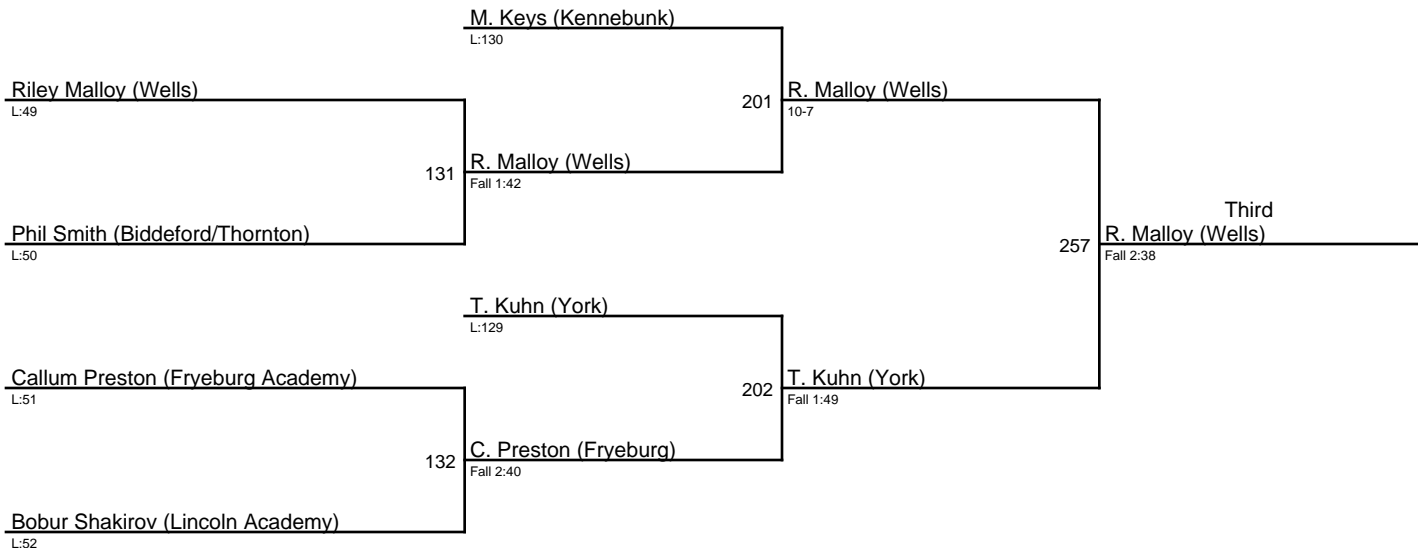 M. Keys (Kennebunk)
L:130
Riley Malloy (Wells)
L:49
201
R. Malloy (Wells)
10-7
131
R. Malloy (Wells)
Fall 1:42
Phil Smith (Biddeford/Thornton)
L:50
257
Third
R. Malloy (Wells)
Fall 2:38
T. Kuhn (York)
L:129
Callum Preston (Fryeburg Academy)
L:51
202
T. Kuhn (York)
Fall 1:49
132
C. Preston (Fryeburg)
Fall 2:40
Bobur Shakirov (Lincoln Academy)
L:52